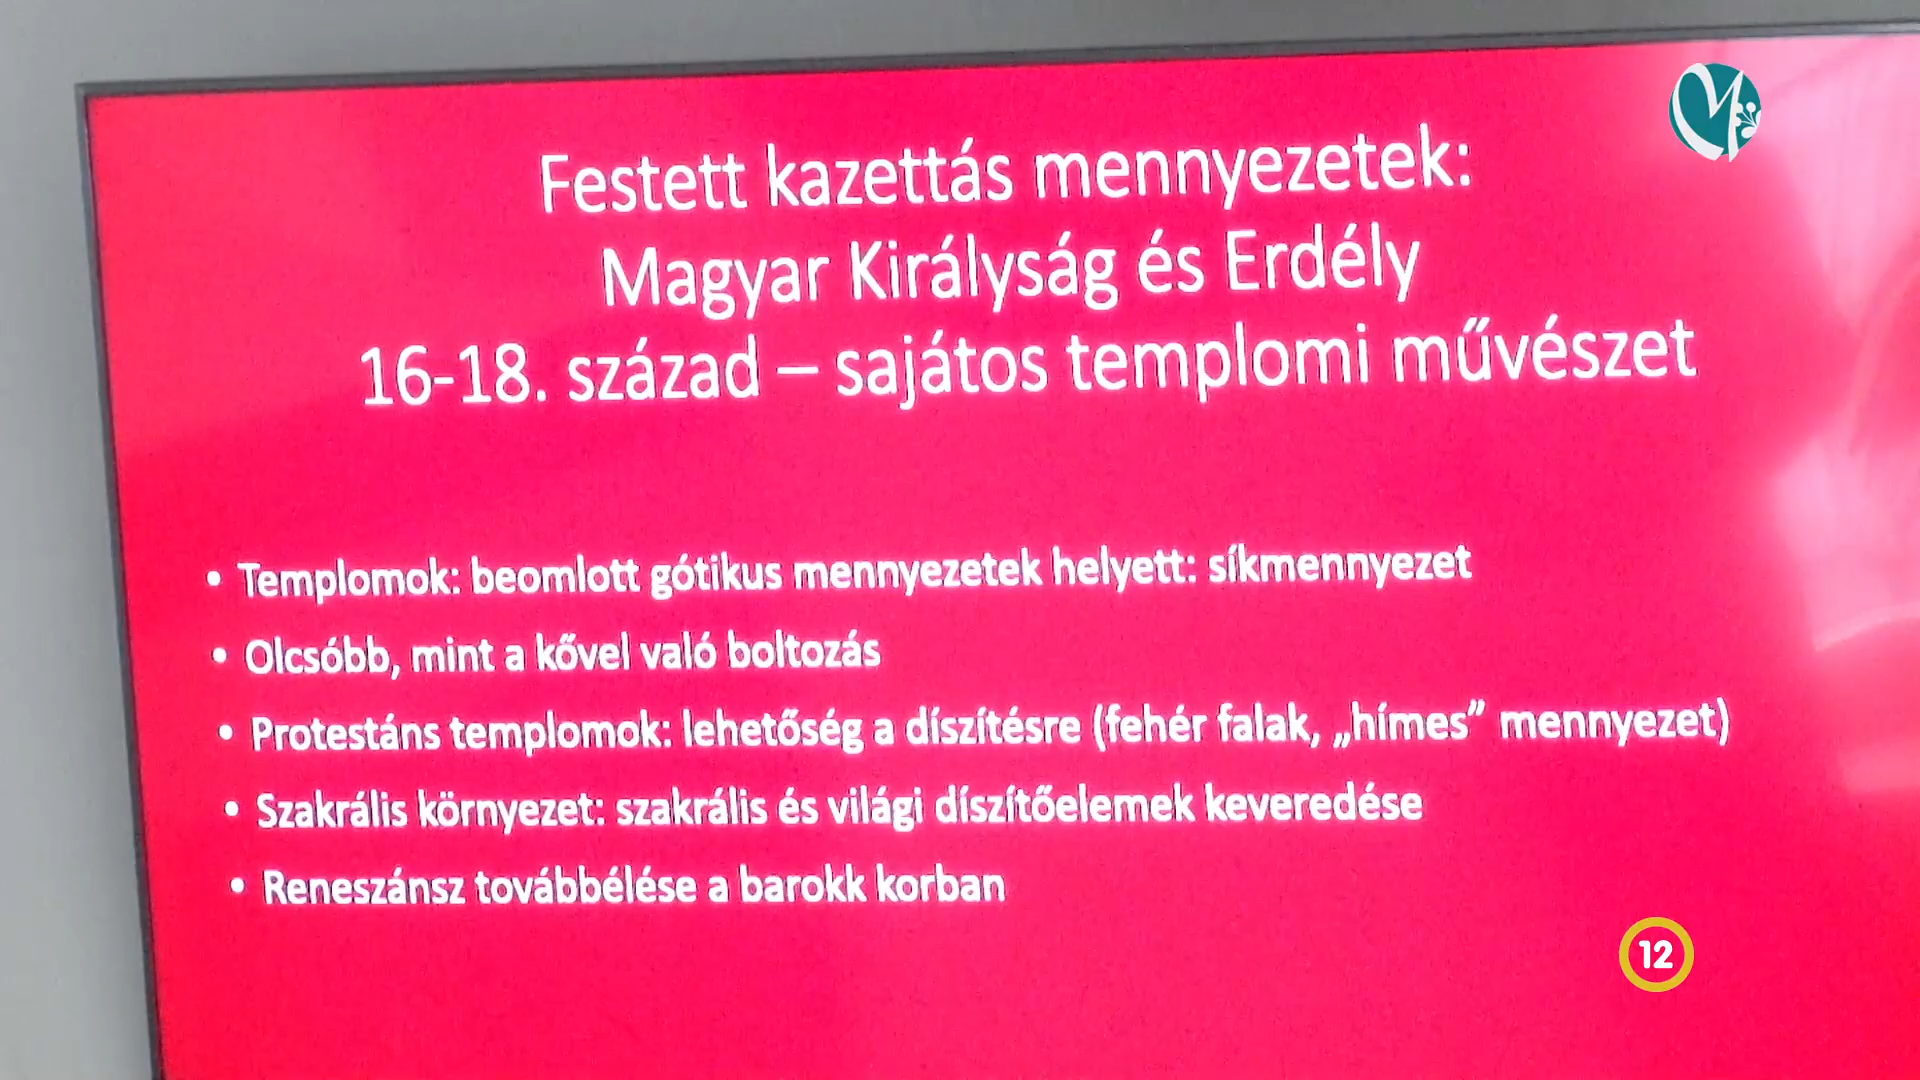 Festett kazettás mennyezetek:
Magyar Királyság és Erdély
16-18. század – sajátos templomi művészet
• Templomok: beomlott gótikus mennyezetek helyett: síkmennyezet
• Olcsóbb, mint a kővel való boltozás
• Protestáns templomok: lehetőség a díszítésre (fehér falak, „hímes” mennyezet)
• Szakrális környezet: szakrális és világi díszítőelemek keveredése
• Reneszánsz továbbélése a barokk korban
12